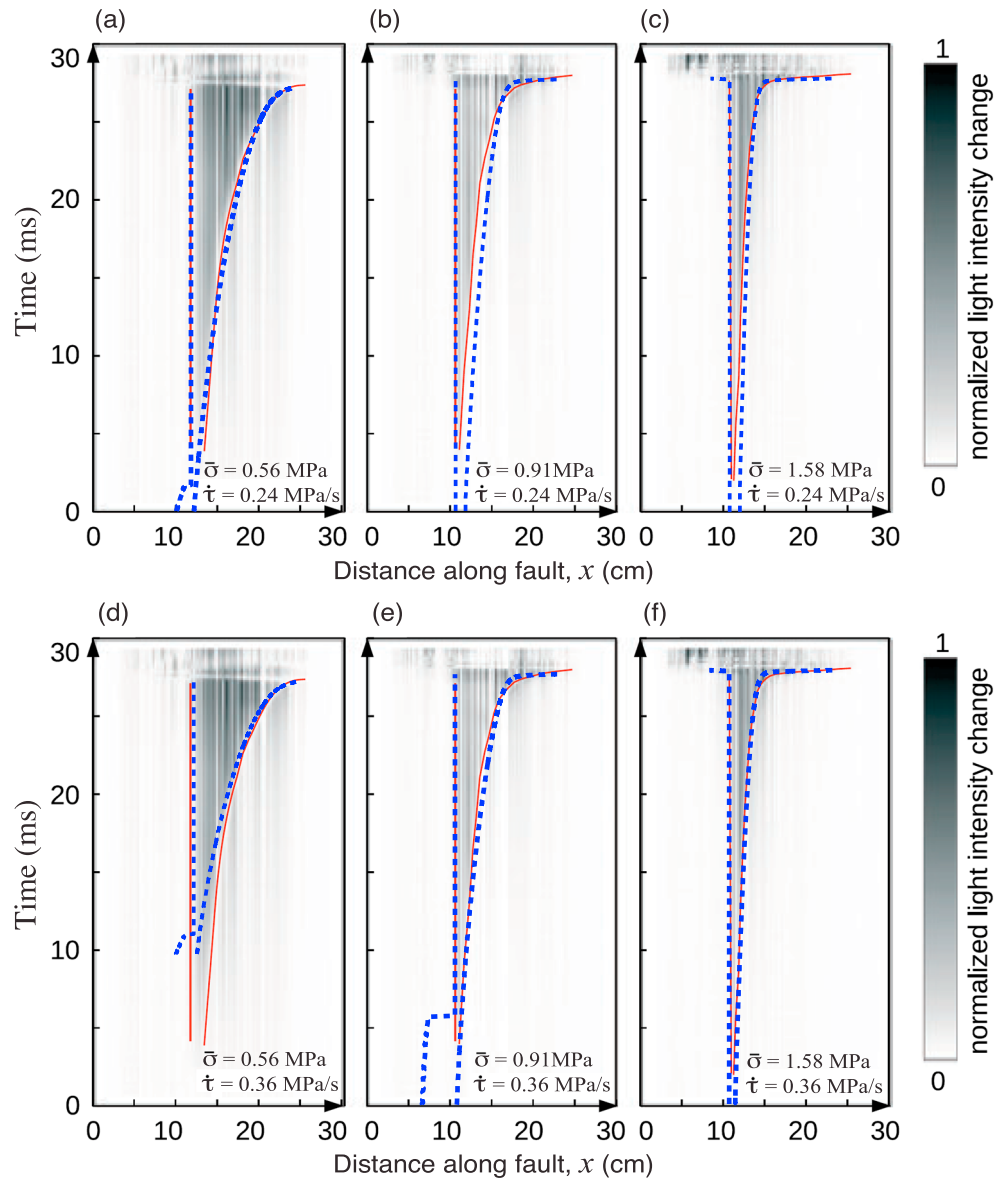 (a)
(b)
(c)
30
20
10
0
Time (ms)
σ̄ = 0.56 MPa
τ̇ = 0.24 MPa/s
σ̄ = 0.91MPa
τ̇ = 0.24 MPa/s
σ̄ = 1.58 MPa
τ̇ = 0.24 MPa/s
0 10 20 30
0 10 20 30
0 10 20 30
Distance along fault, x (cm)
1
normalized light intensity change
0
(d)
(e)
(f)
30
20
10
0
Time (ms)
σ̄ = 0.56 MPa
τ̇ = 0.36 MPa/s
σ̄ = 0.91MPa
τ̇ = 0.36 MPa/s
σ̄ = 1.58 MPa
τ̇ = 0.36 MPa/s
0 10 20 30
0 10 20 30
0 10 20 30
Distance along fault, x (cm)
1
normalized light intensity change
0